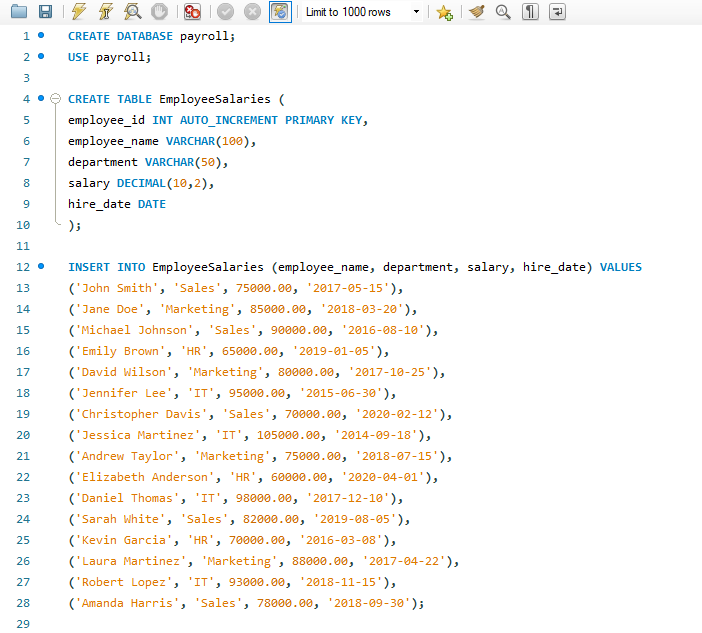 Limit to 1000 rows
1 CREATE DATABASE payroll;
2 USE payroll;
3
4 CREATE TABLE EmployeeSalaries (
5 employee_id INT AUTO_INCREMENT PRIMARY KEY,
6 employee_name VARCHAR(100),
7 department VARCHAR(50),
8 salary DECIMAL(10,2),
9 hire_date DATE
10 );
11
12 INSERT INTO EmployeeSalaries (employee_name, department, salary, hire_date) VALUES
13 ('John Smith', 'Sales', 75000.00, '2017-05-15'),
14 ('Jane Doe', 'Marketing', 85000.00, '2018-03-20'),
15 ('Michael Johnson', 'Sales', 90000.00, '2016-08-10'),
16 ('Emily Brown', 'HR', 65000.00, '2019-01-05'),
17 ('David Wilson', 'Marketing', 80000.00, '2017-10-25'),
18 ('Jennifer Lee', 'IT', 95000.00, '2015-06-30'),
19 ('Christopher Davis', 'Sales', 70000.00, '2020-02-12'),
20 ('Jessica Martinez', 'IT', 105000.00, '2014-09-18'),
21 ('Andrew Taylor', 'Marketing', 75000.00, '2018-07-15'),
22 ('Elizabeth Anderson', 'HR', 60000.00, '2020-04-01'),
23 ('Daniel Thomas', 'IT', 98000.00, '2017-12-10'),
24 ('Sarah White', 'Sales', 82000.00, '2019-08-05'),
25 ('Kevin Garcia', 'HR', 70000.00, '2016-03-08'),
26 ('Laura Martinez', 'Marketing', 88000.00, '2017-04-22'),
27 ('Robert Lopez', 'IT', 93000.00, '2018-11-15'),
28 ('Amanda Harris', 'Sales', 78000.00, '2018-09-30');
29